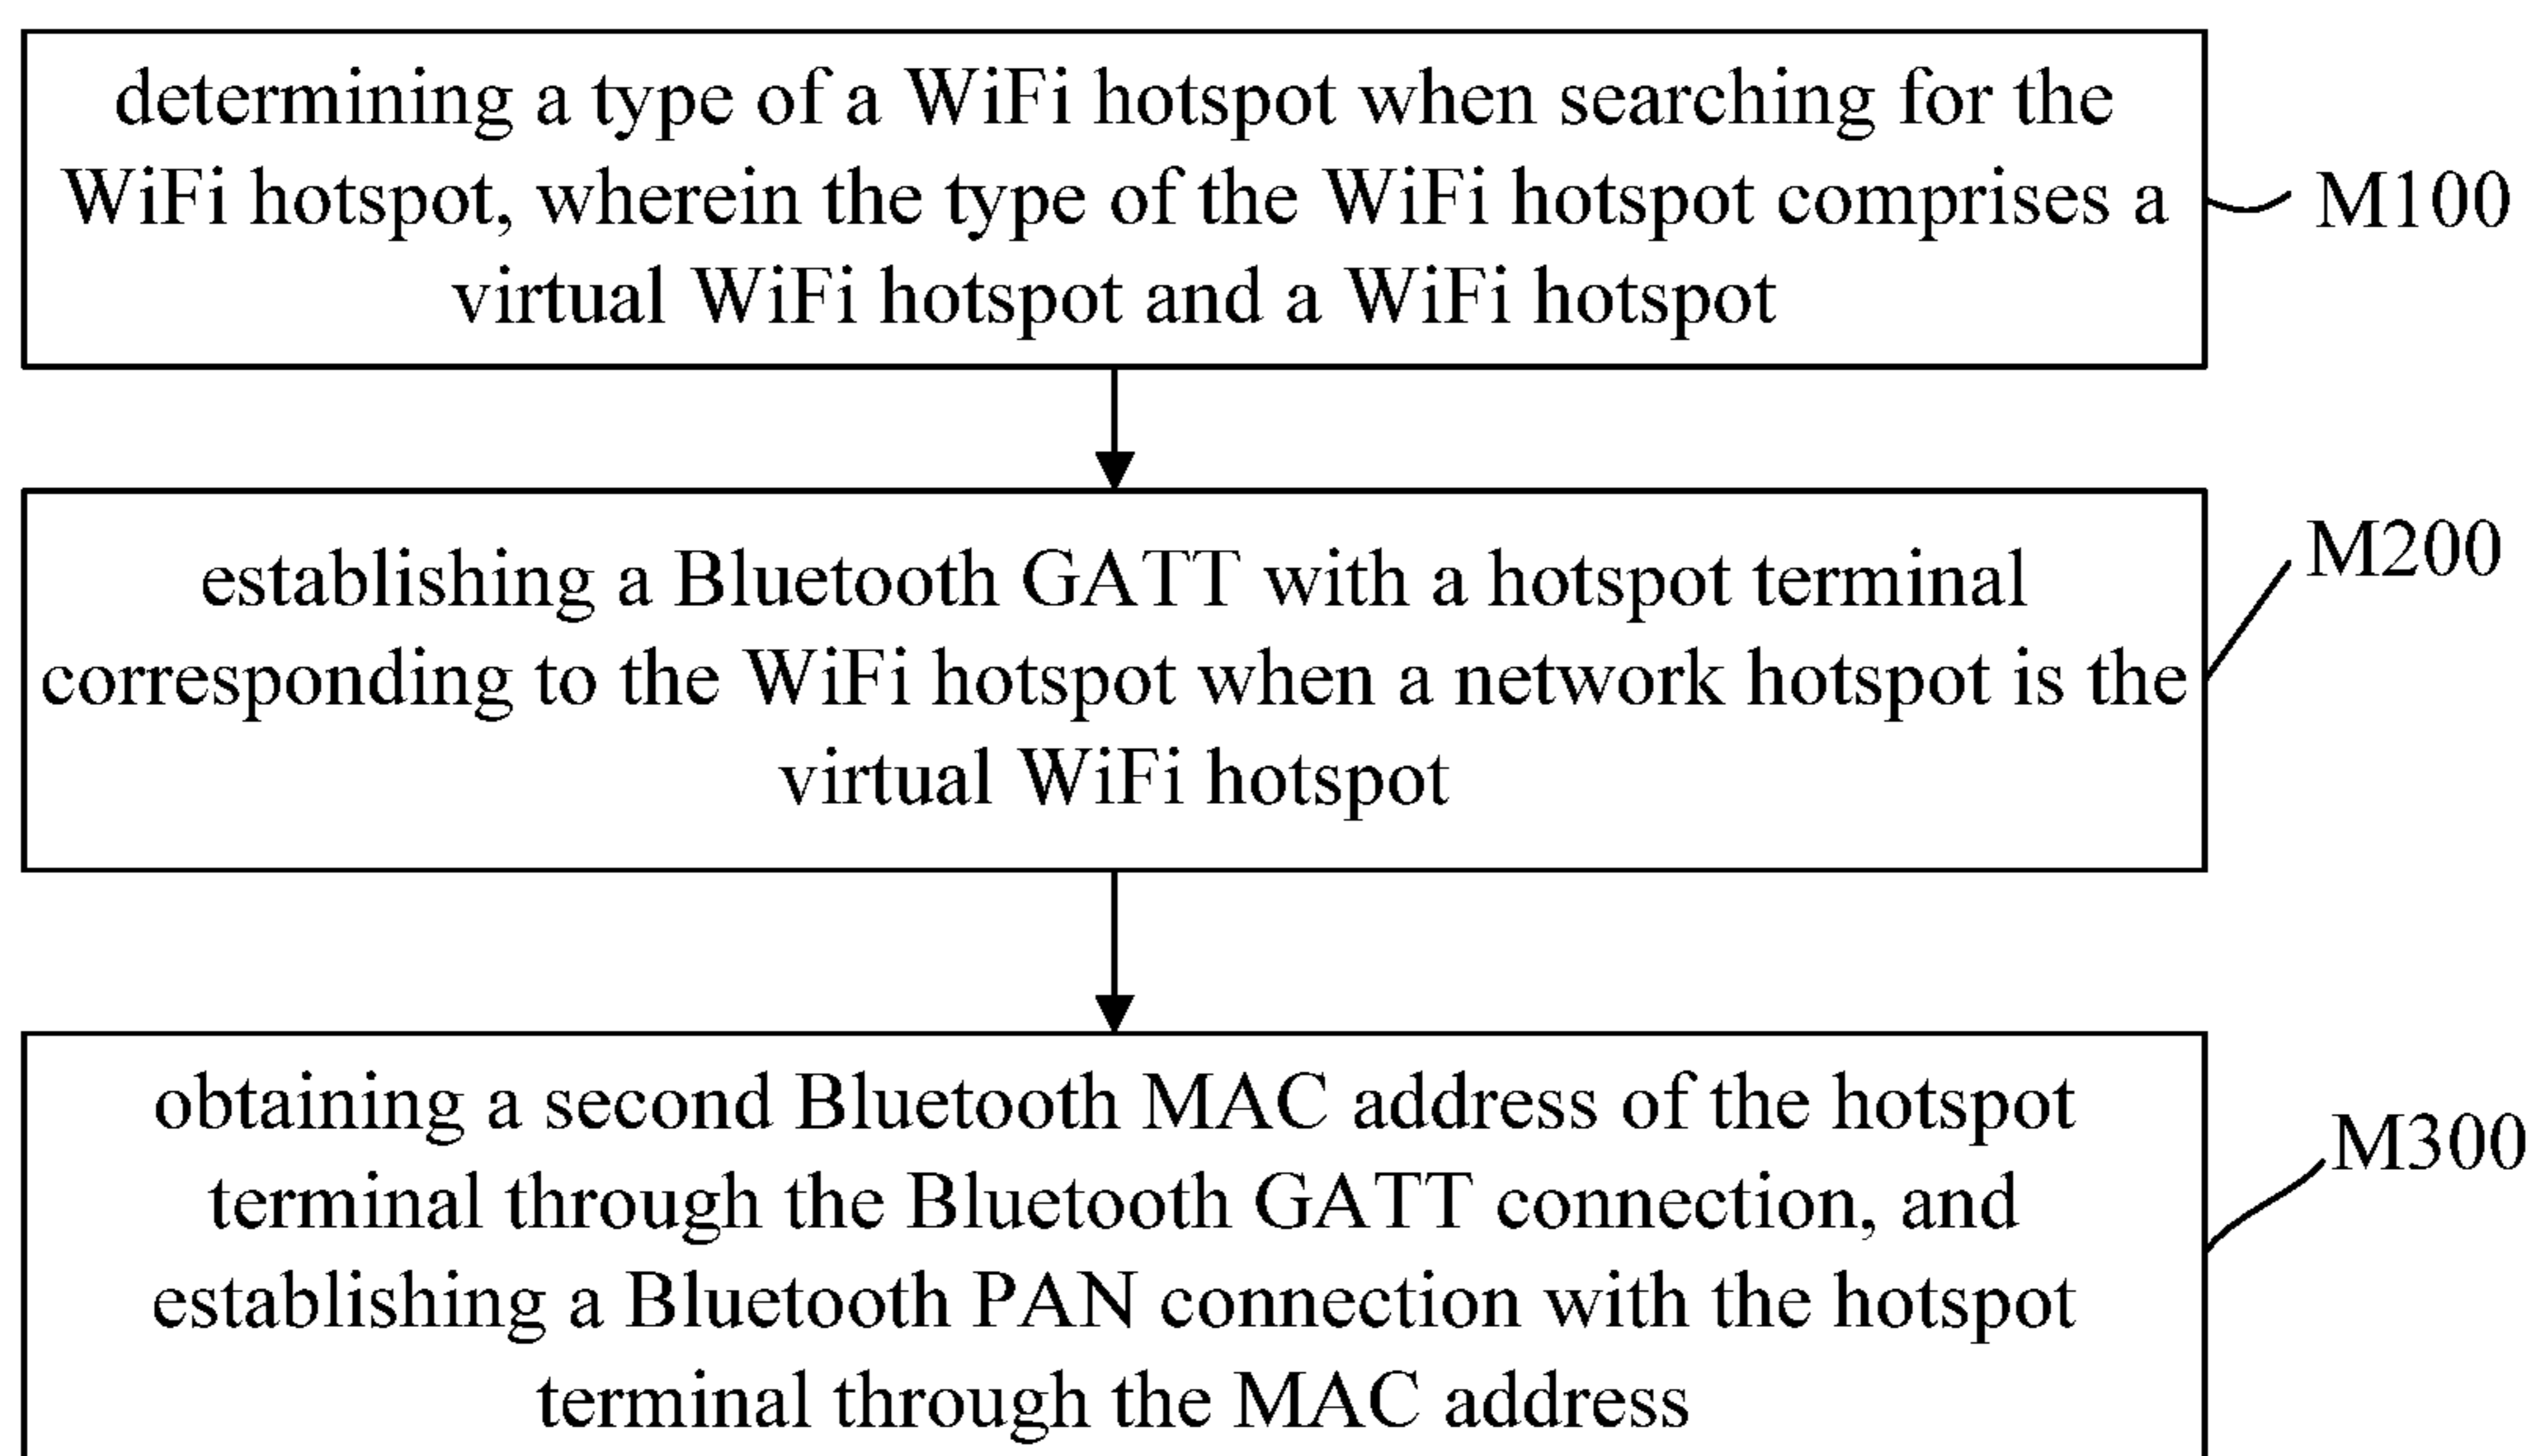 determining a type of a WiFi hotspot when searching for the
WiFi hotspot, wherein the type of the WiFi hotspot comprises a
virtual WiFi hotspot and a WiFi hotspot
M100
establishing a Bluetooth GATT with a hotspot terminal
corresponding to the WiFi hotspot when a network hotspot is the
virtual WiFi hotspot
M200
obtaining a second Bluetooth MAC address of the hotspot
terminal through the Bluetooth GATT connection, and
establishing a Bluetooth PAN connection with the hotspot
terminal through the MAC address
M300